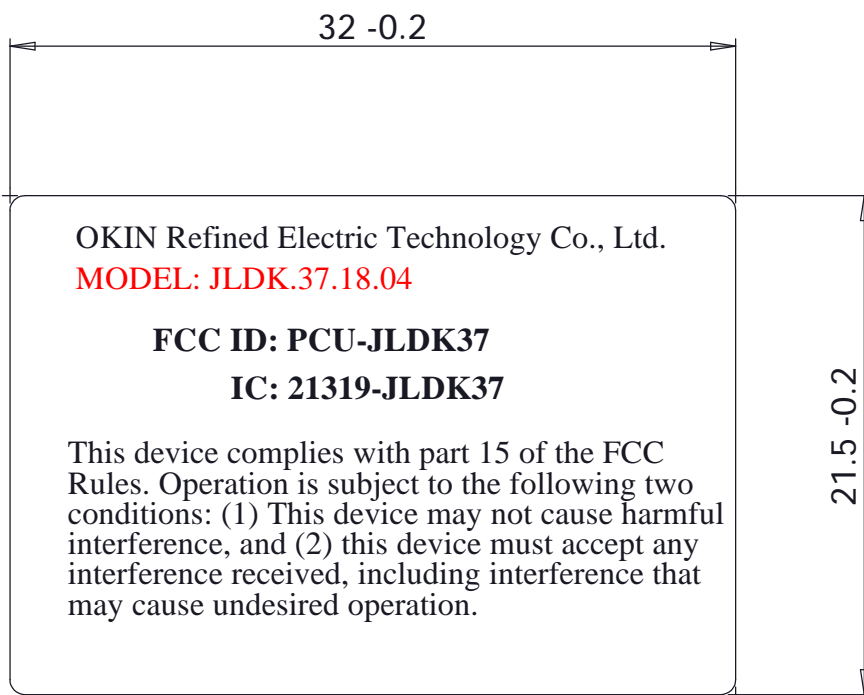 32 -0.2
OKIN Refined Electric Technology Co., Ltd.
MODEL: JLDK.37.18.04
FCC ID: PCU-JLDK37
IC: 21319-JLDK37
21.5 -0.2
This device complies with part 15 of the FCC
Rules. Operation is subject to the following two
conditions: (1) This device may not cause harmful
interference, and (2) this device must accept any
interference received, including interference that
may cause undesired operation.